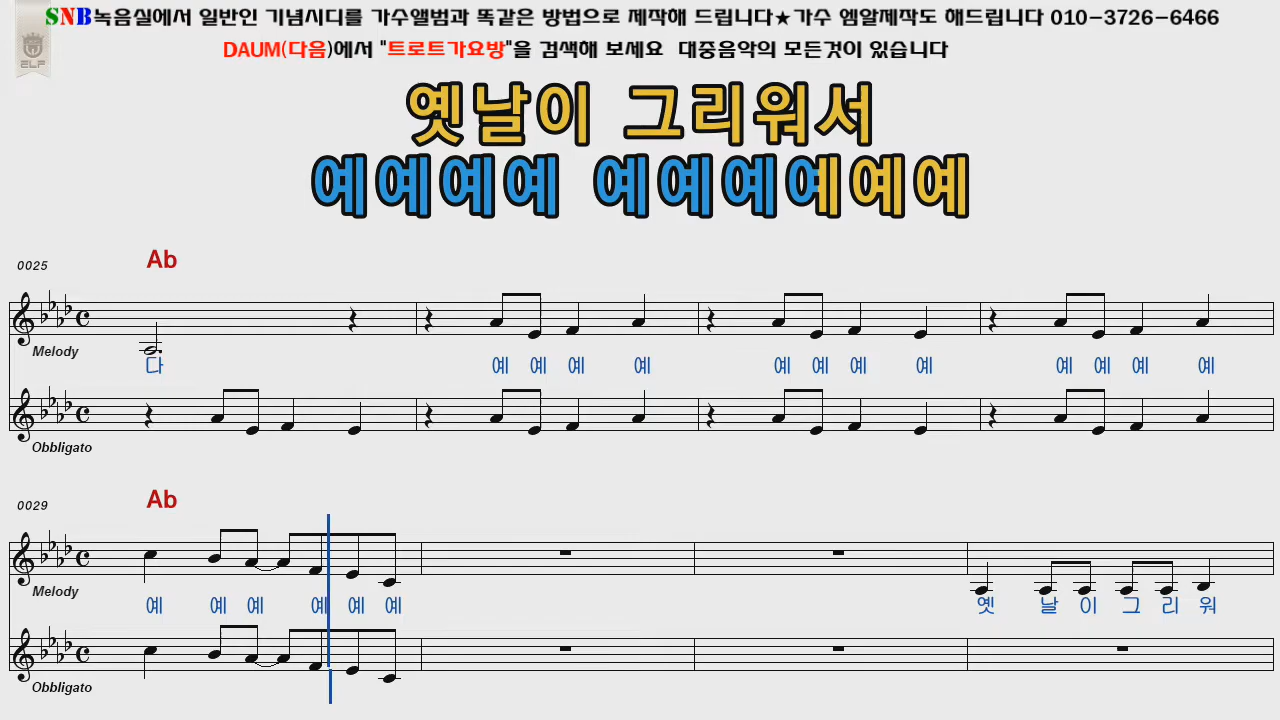 SNB녹음실에서 일반인 기념시디를 가수앨범과 똑같은 방법으로 제작해 드립니다★가수 엠알제작도 해드립니다 010-3726-6466
ELF
DAUM(다음)에서 "트로트가요방"을 검색해 보세요 대중음악의 모든것이 있습니다
옛날이 그리워서
예예예예 예예예예예예
0025 Ab
Melody
다 예 예 예 예 예 예 예 예 예 예 예 예
Obbligato
0029 Ab
Melody
예 예 예 예 예 예 옛 날 이 그 리 워
Obbligato